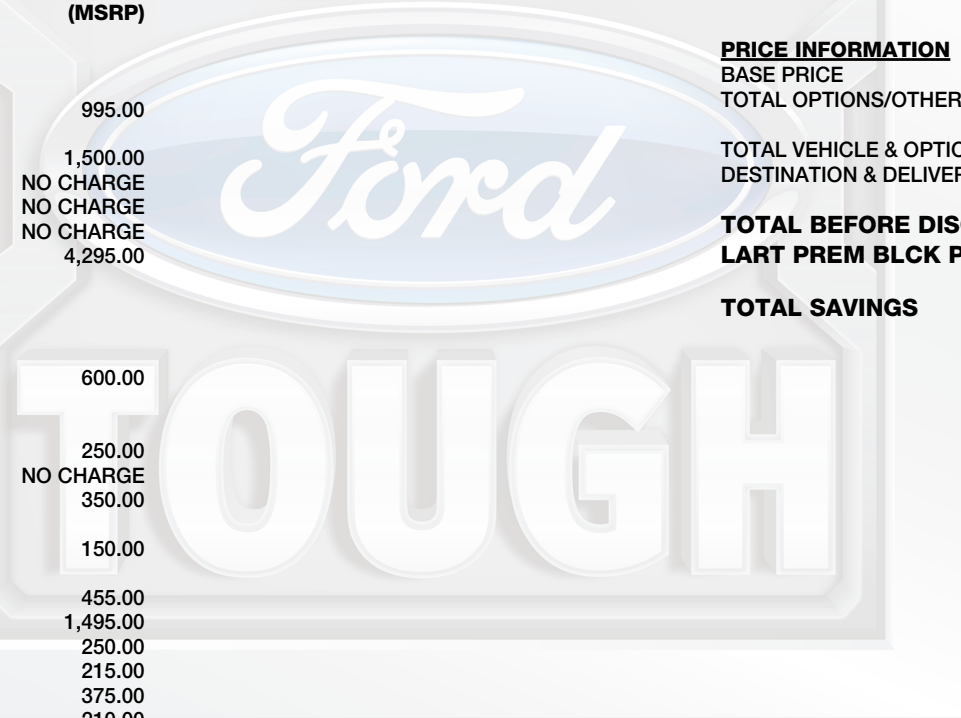 (MSRP)
995.00
1,500.00
NO CHARGE
NO CHARGE
NO CHARGE
4,295.00
600.00
250.00
NO CHARGE
350.00
150.00
455.00
1,495.00
250.00
215.00
375.00
210.00
PRICE INFORMATION
BASE PRICE
TOTAL OPTIONS/OTHER
TOTAL VEHICLE & OPTIO
DESTINATION & DELIVER
TOTAL BEFORE DIS
LART PREM BLCK P
TOTAL SAVINGS
Ford
TOUGH